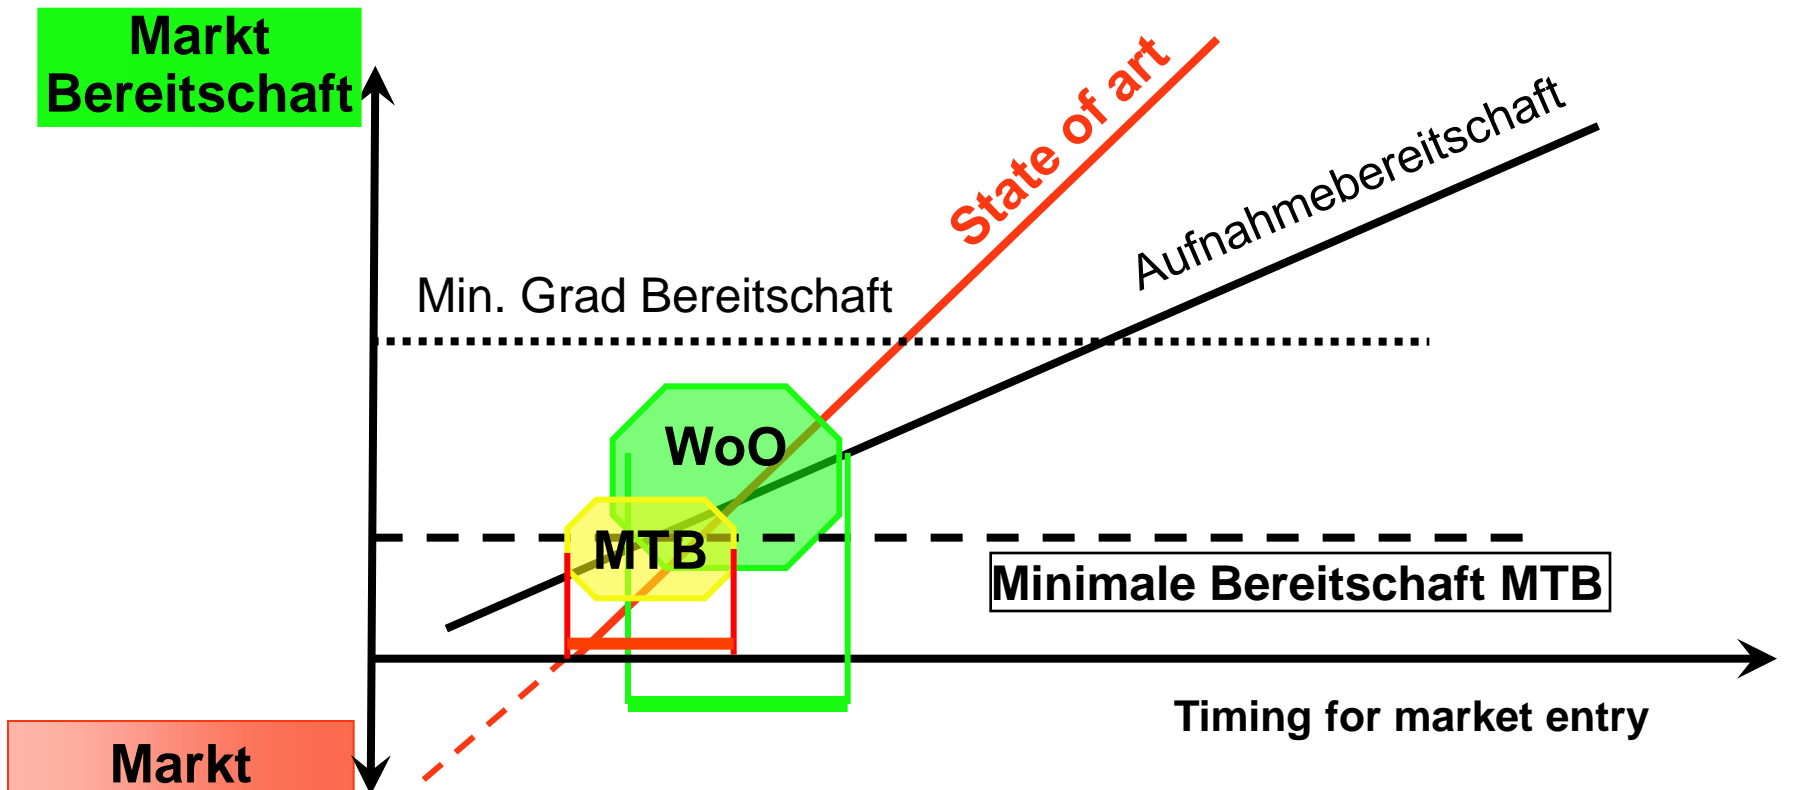 Markt
Bereitschaft
State of art
Aufnahmebereitschaft
Min. Grad Bereitschaft
WoO
MTB
Minimale Bereitschaft MTB
Timing for market entry
Markt